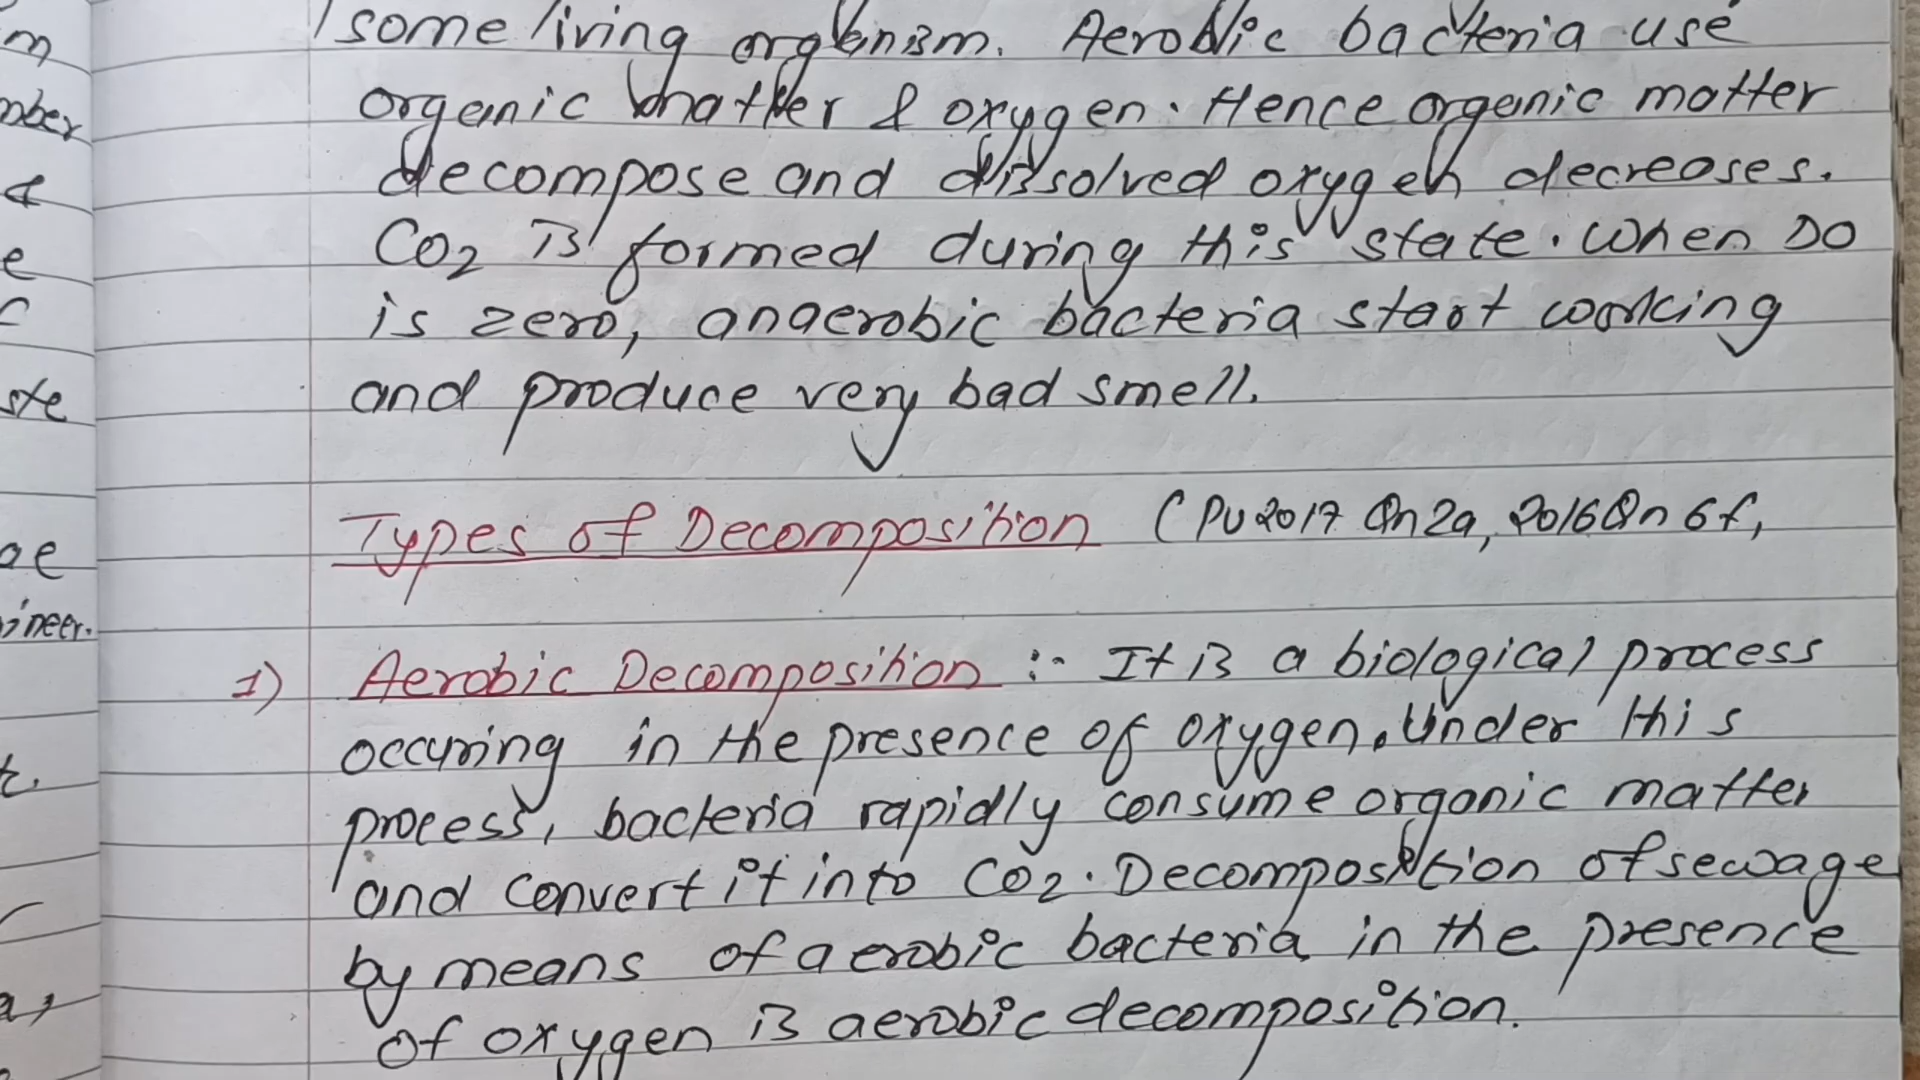 some living organism. Aerobic bacteria use
organic matter & oxygen. Hence organic matter
decompose and dissolved oxygen decreases.
CO2 is formed during this state. When DO
is zero, anaerobic bacteria start working
and produce very bad smell.
Types of Decomposition (PU 2017 Qn 2a, 2016 Qn 6f,
1) Aerobic Decomposition :- It is a biological process
occuring in the presence of oxygen. Under this
process, bacteria rapidly consume organic matter
and convert it into CO2. Decomposition of sewage
by means of aerobic bacteria in the presence
of oxygen is aerobic decomposition.